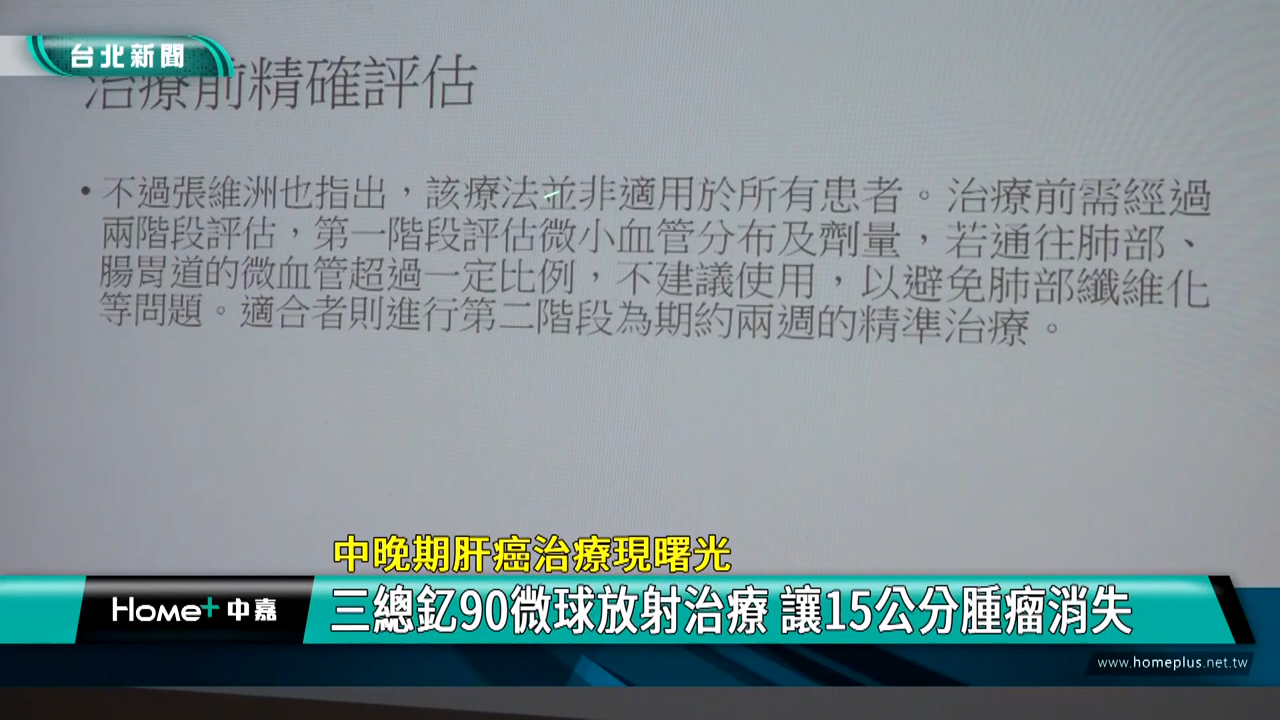 台北新聞
治療前精確評估
• 不過張維洲也指出，該療法並非適用於所有患者。治療前需經過
兩階段評估，第一階段評估微小血管分布及劑量，若通往肺部、
腸胃道的微血管超過一定比例，不建議使用，以避免肺部纖維化
等問題。適合者則進行第二階段為期約兩週的精準治療。
中晚期肝癌治療現曙光
Home+中嘉
三總釔90微球放射治療 讓15公分腫瘤消失
www.homeplus.net.tw